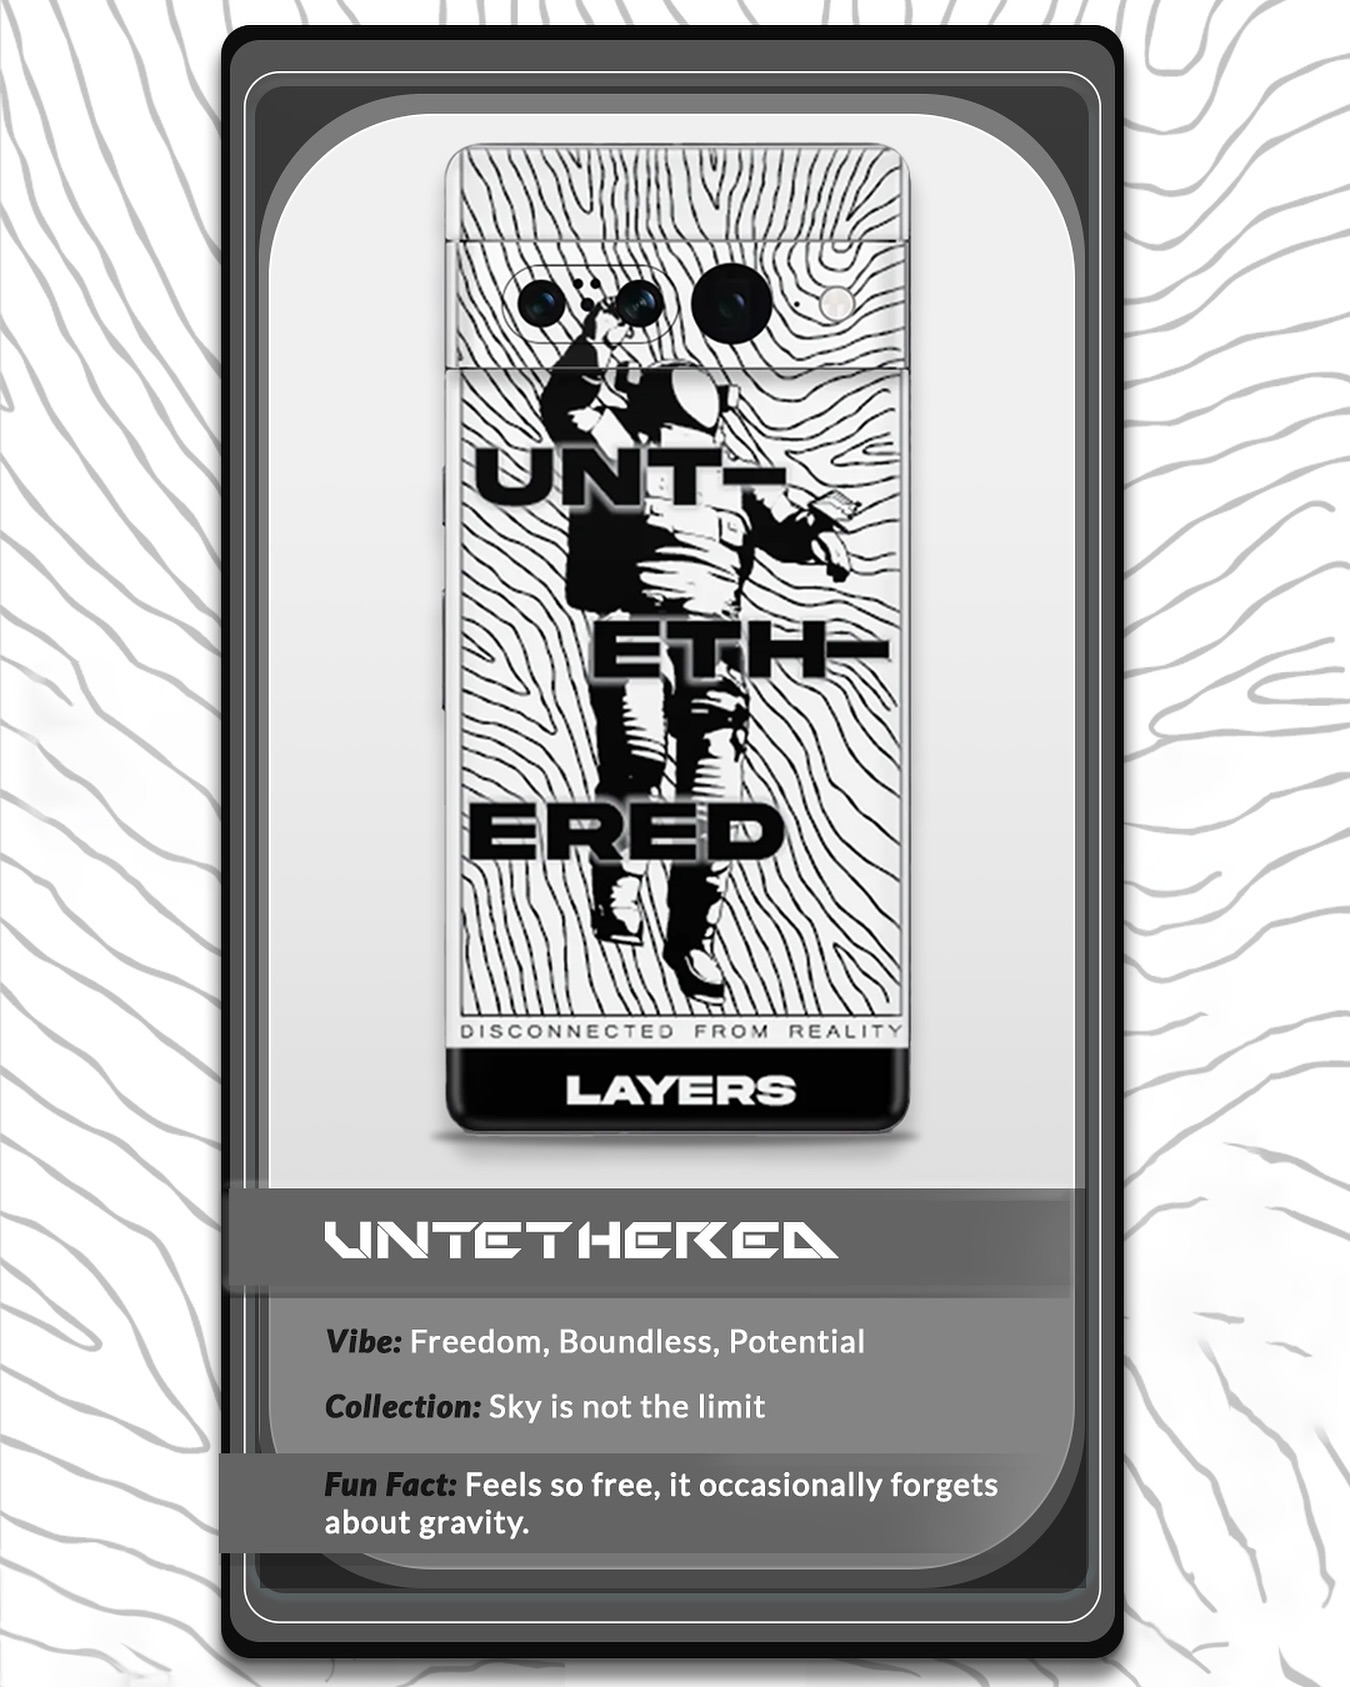 UNT-
ETH-
ERED
DISCONNECTED FROM REALITY
LAYERS
UNTETHERED
Vibe: Freedom, Boundless, Potential
Collection: Sky is not the limit
Fun Fact: Feels so free, it occasionally forgets
about gravity.